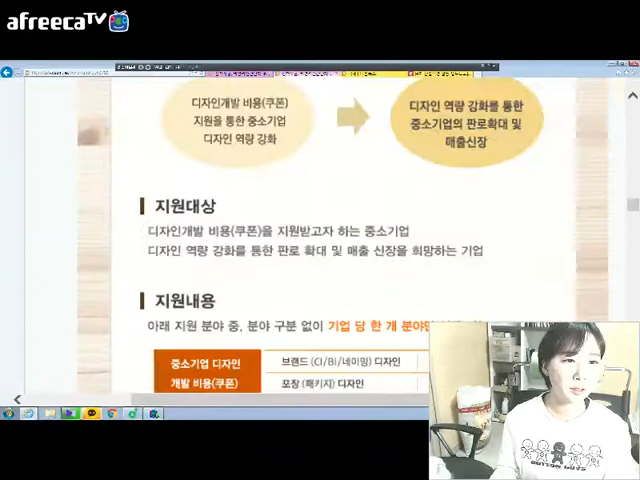 afreecaTV
디자인개발 비용(쿠폰)
지원을 통한 중소기업
디자인 역량 강화
디자인 역량 강화를 통한
중소기업의 판로확대 및
매출신장
지원대상
디자인개발 비용(쿠폰)을 지원받고자 하는 중소기업
디자인 역량 강화를 통한 판로 확대 및 매출 신장을 희망하는 기업
지원내용
아래 지원 분야 중, 분야 구분 없이 기업 당 한 개 분야만
중소기업 디자인
개발 비용(쿠폰)
브랜드 (CI/BI/네이밍) 디자인
포장 (패키지) 디자인
BUTTON GUYS